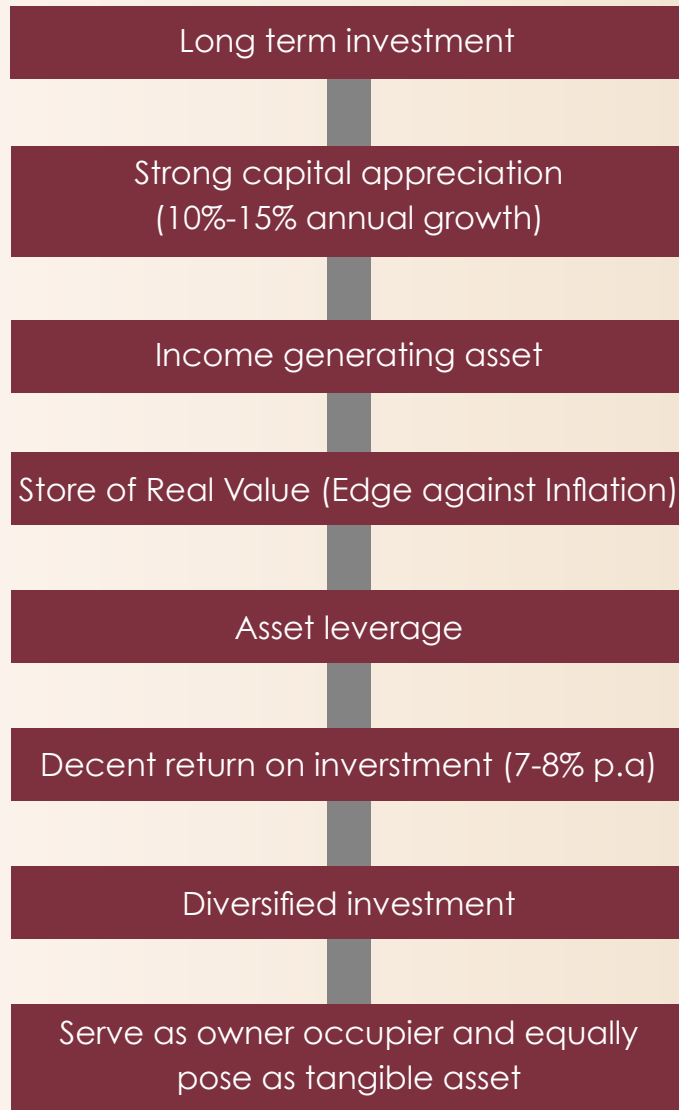 Long term investment
Strong capital appreciation
(10%-15% annual growth)
Income generating asset
Store of Real Value (Edge against Inflation)
Asset leverage
Decent return on inverstment (7-8% p.a)
Diversified investment
Serve as owner occupier and equally
pose as tangible asset